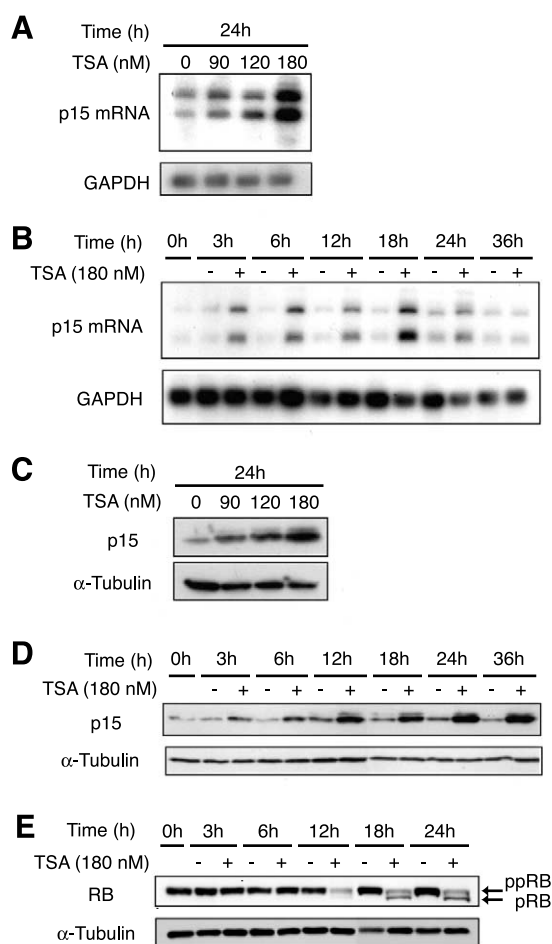 A
Time (h) 24h
TSA (nM) 0 90 120 180
p15 mRNA
GAPDH
B
Time (h) 0h 3h 6h 12h 18h 24h 36h
TSA (180 nM) - + - + - + - + - + - +
p15 mRNA
GAPDH
C
Time (h) 24h
TSA (nM) 0 90 120 180
p15
α-Tubulin
D
Time (h) 0h 3h 6h 12h 18h 24h 36h
TSA (180 nM) - + - + - + - + - + - +
p15
α-Tubulin
E
Time (h) 0h 3h 6h 12h 18h 24h
TSA (180 nM) - + - + - + - + - +
RB ppRB
pRB
α-Tubulin